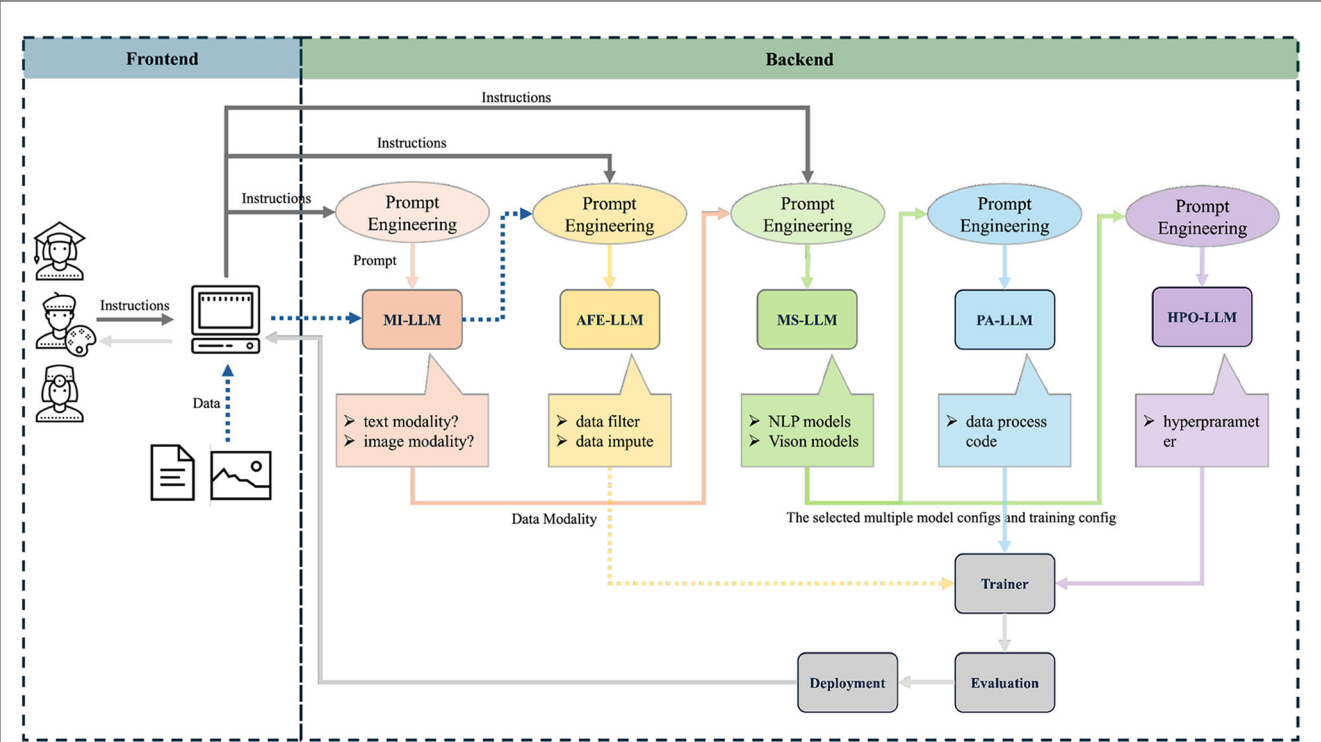 Frontend
Backend
Instructions
Instructions
Instructions
Prompt
Engineering
Prompt
Engineering
Prompt
Engineering
Prompt
Engineering
Prompt
Engineering
Prompt
Instructions
MI-LLM
AFE-LLM
MS-LLM
PA-LLM
HPO-LLM
Data
➢ text modality?
➢ image modality?
➢ data filter
➢ data impute
➢ NLP models
➢ Vison models
➢ data process
code
➢ hyperpraramet
er
Data Modality
The selected multiple model configs and training config
Trainer
Deployment
Evaluation